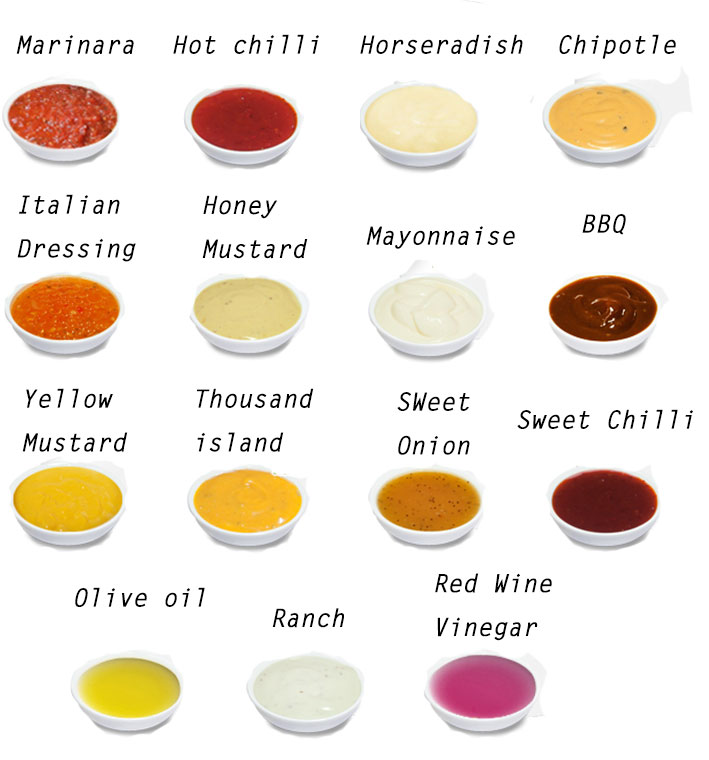 Marinara
Hot chilli
Horseradish
Chipotle
Italian
Dressing
Honey
Mustard
Mayonnaise
BBQ
Yellow
Mustard
Thousand
island
SWeet
Onion
Sweet Chilli
Olive oil
Ranch
Red Wine
Vinegar